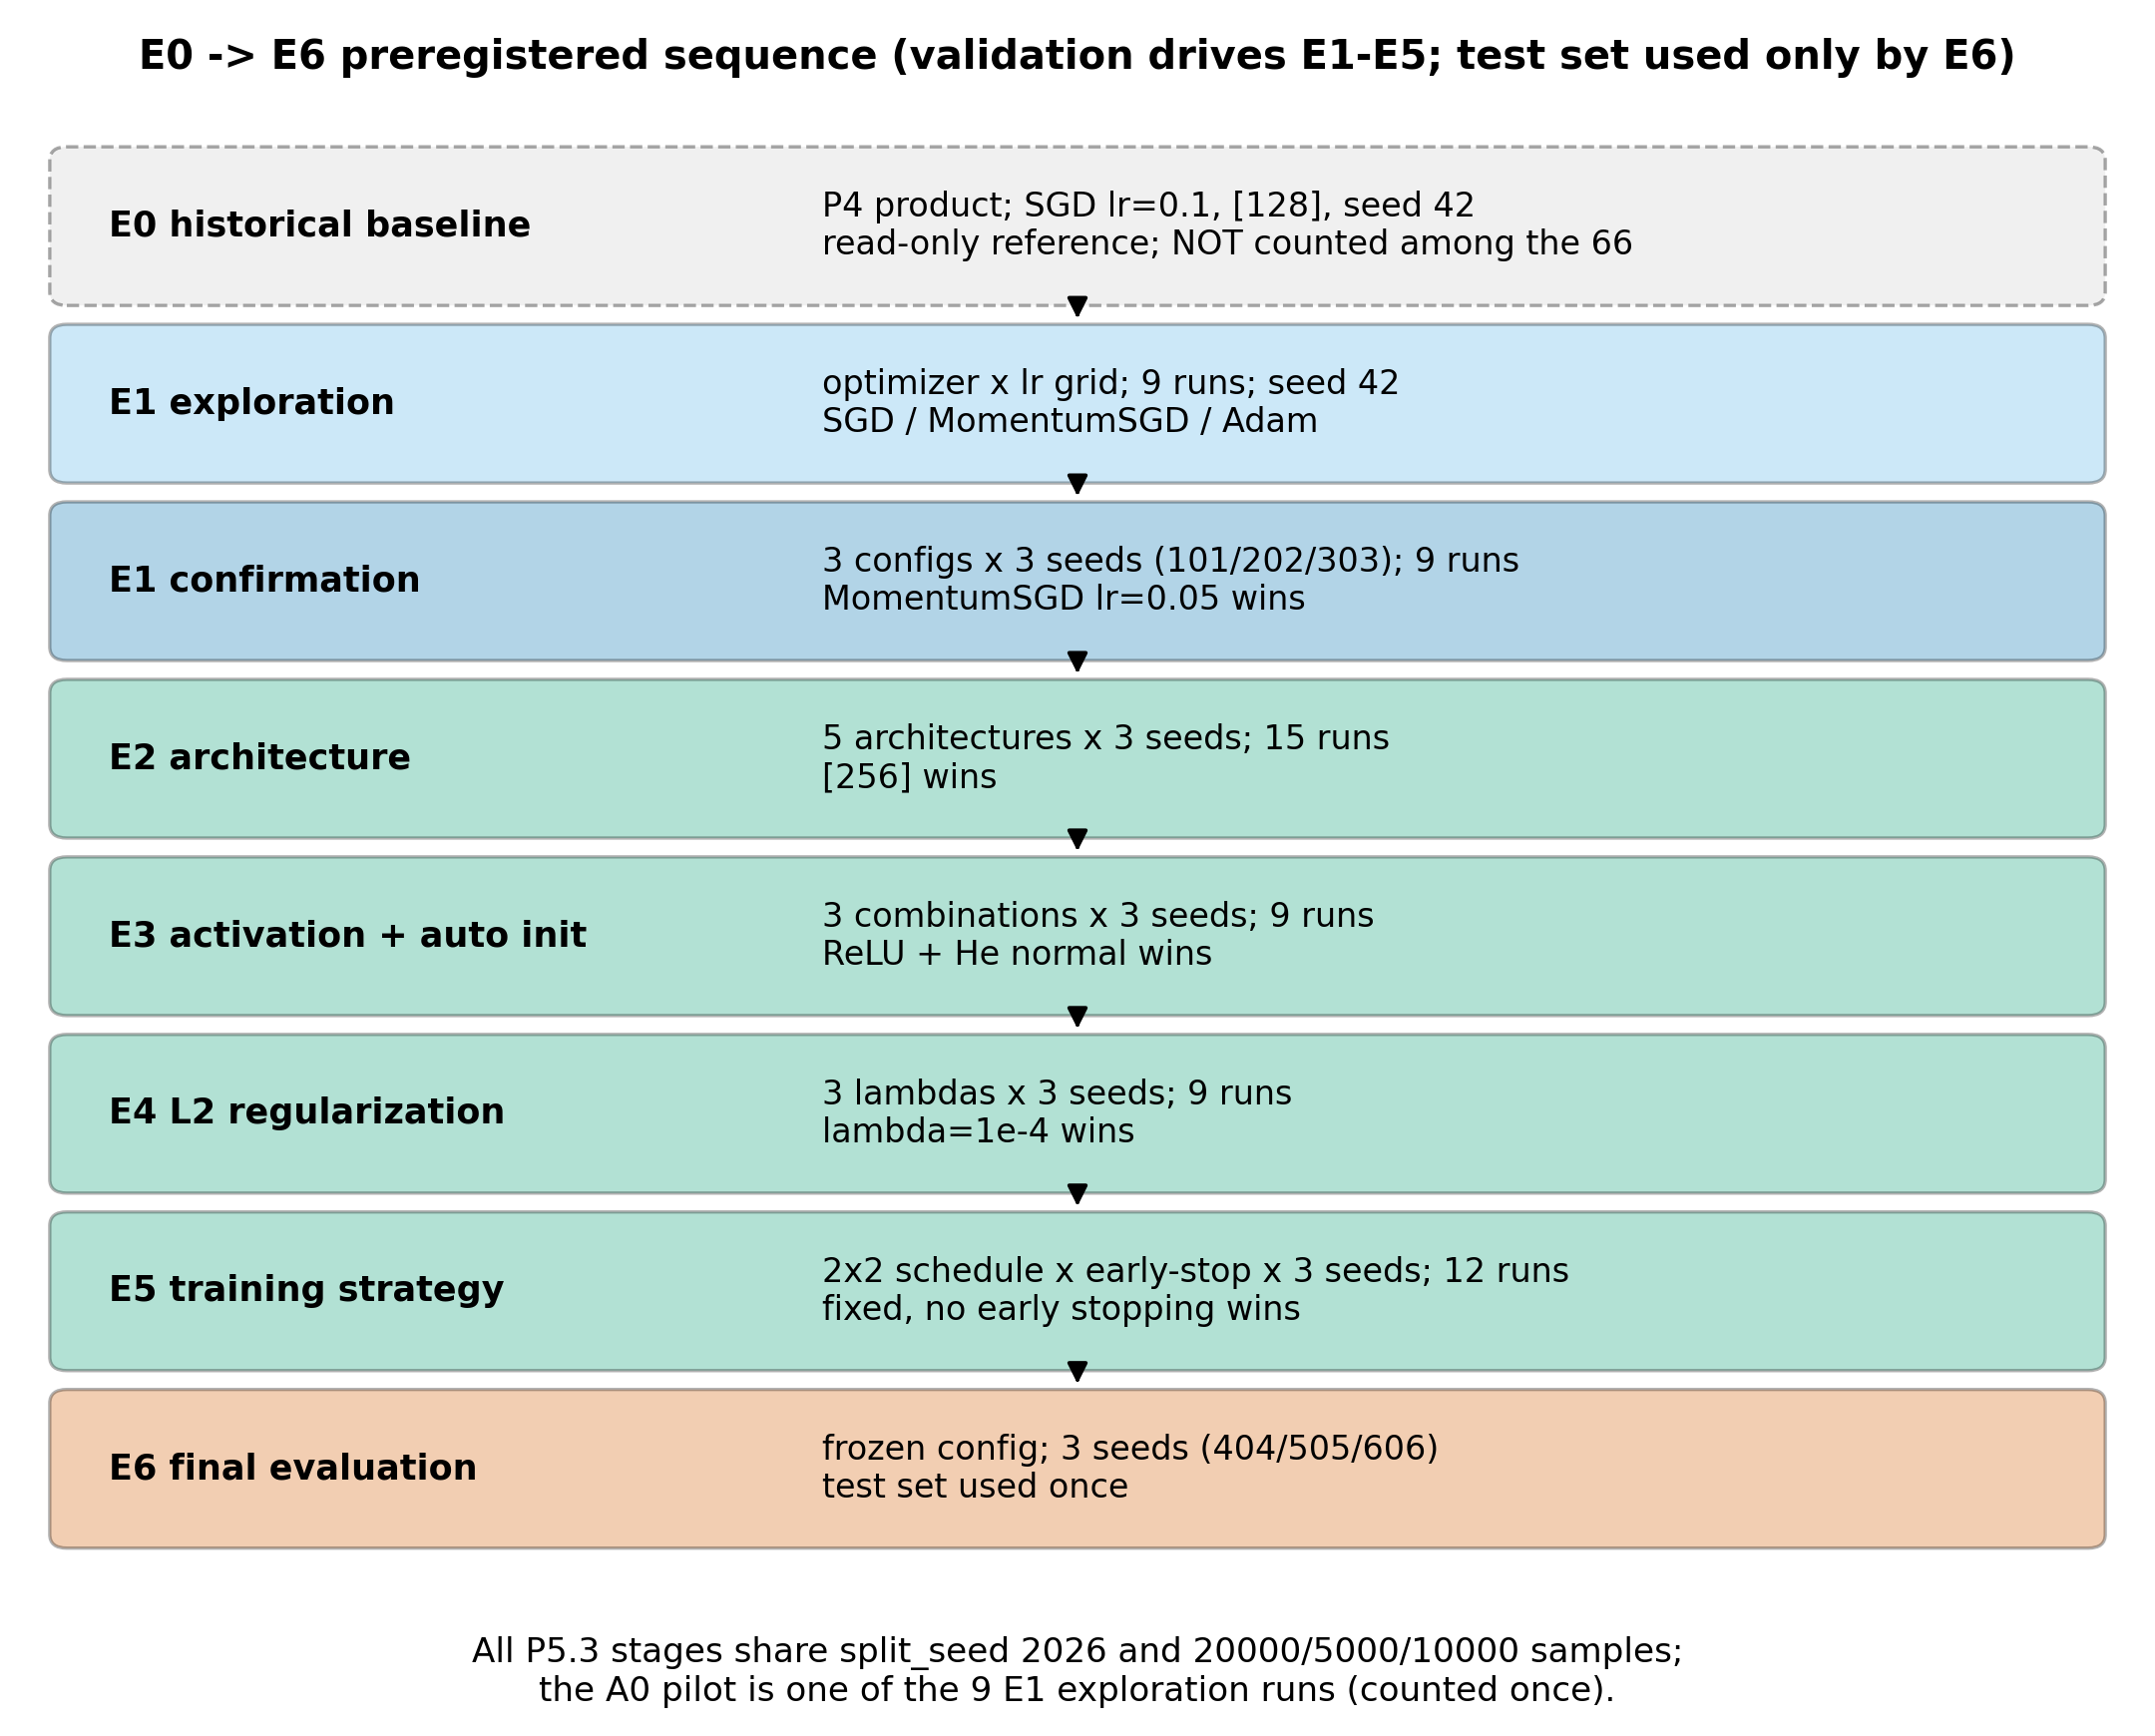 E0 -> E6 preregistered sequence (validation drives E1-E5; test set used only by E6)
E0 historical baseline
P4 product; SGD lr=0.1, [128], seed 42
read-only reference; NOT counted among the 66
E1 exploration
optimizer x lr grid; 9 runs; seed 42
SGD / MomentumSGD / Adam
E1 confirmation
3 configs x 3 seeds (101/202/303); 9 runs
MomentumSGD lr=0.05 wins
E2 architecture
5 architectures x 3 seeds; 15 runs
[256] wins
E3 activation + auto init
3 combinations x 3 seeds; 9 runs
ReLU + He normal wins
E4 L2 regularization
3 lambdas x 3 seeds; 9 runs
lambda=1e-4 wins
E5 training strategy
2x2 schedule x early-stop x 3 seeds; 12 runs
fixed, no early stopping wins
E6 final evaluation
frozen config; 3 seeds (404/505/606)
test set used once
All P5.3 stages share split_seed 2026 and 20000/5000/10000 samples;
the A0 pilot is one of the 9 E1 exploration runs (counted once).